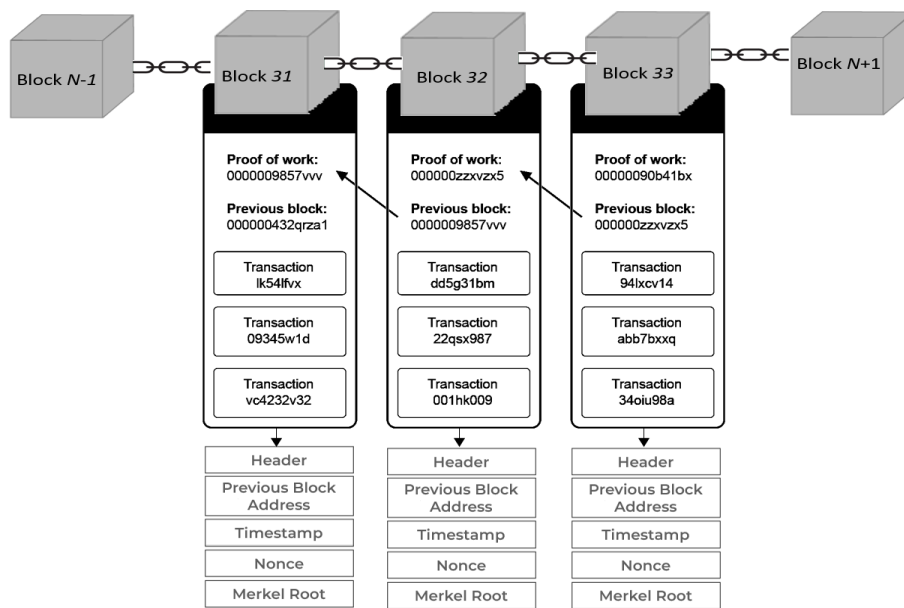 Block N-1
Block 31
Block 32
Block 33
Block N+1
Proof of work:
0000009857vvv
Previous block:
000000432qrza1
Transaction
lk54lfvx
Transaction
09345w1d
Transaction
vc4232v32
Header
Previous Block
Address
Timestamp
Nonce
Merkel Root
Proof of work:
000000zzxvzx5
Previous block:
0000009857vvv
Transaction
dd5g31bm
Transaction
22qsx987
Transaction
001hk009
Header
Previous Block
Address
Timestamp
Nonce
Merkel Root
Proof of work:
00000090b41bx
Previous block:
000000zzxvzx5
Transaction
94lxcv14
Transaction
abb7bxxq
Transaction
34oiu98a
Header
Previous Block
Address
Timestamp
Nonce
Merkel Root